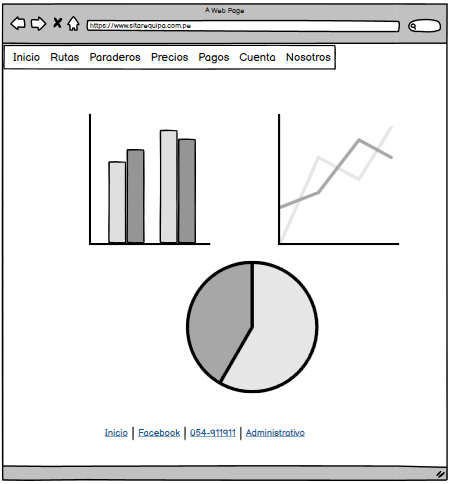 A Web Page
https://www.sitarequipa.com.pe
Inicio Rutas Paraderos Precios Pagos Cuenta Nosotros
Inicio | Facebook | 054-911911 | Administrativo